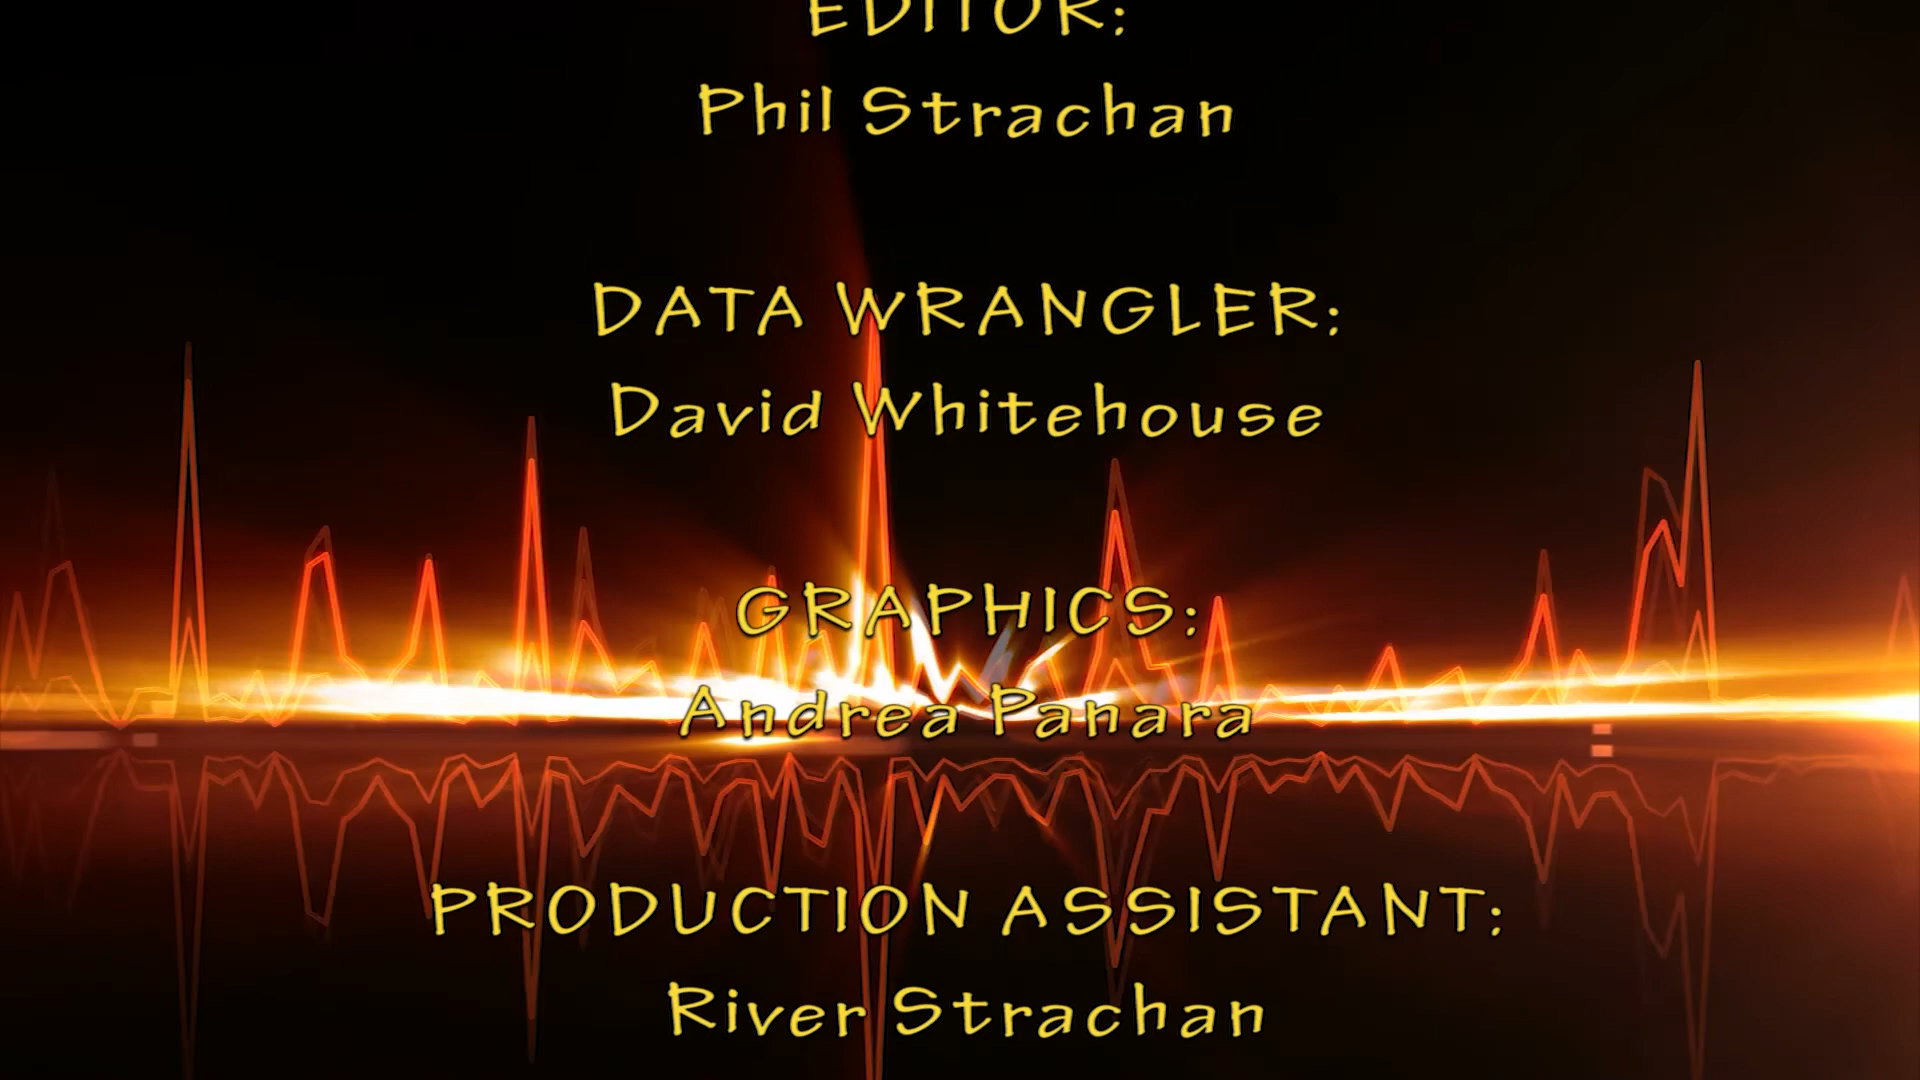 EDITOR:
Phil Strachan
DATA WRANGLER:
David Whitehouse
GRAPHICS:
Andrea Panara
PRODUCTION ASSISTANT:
River Strachan